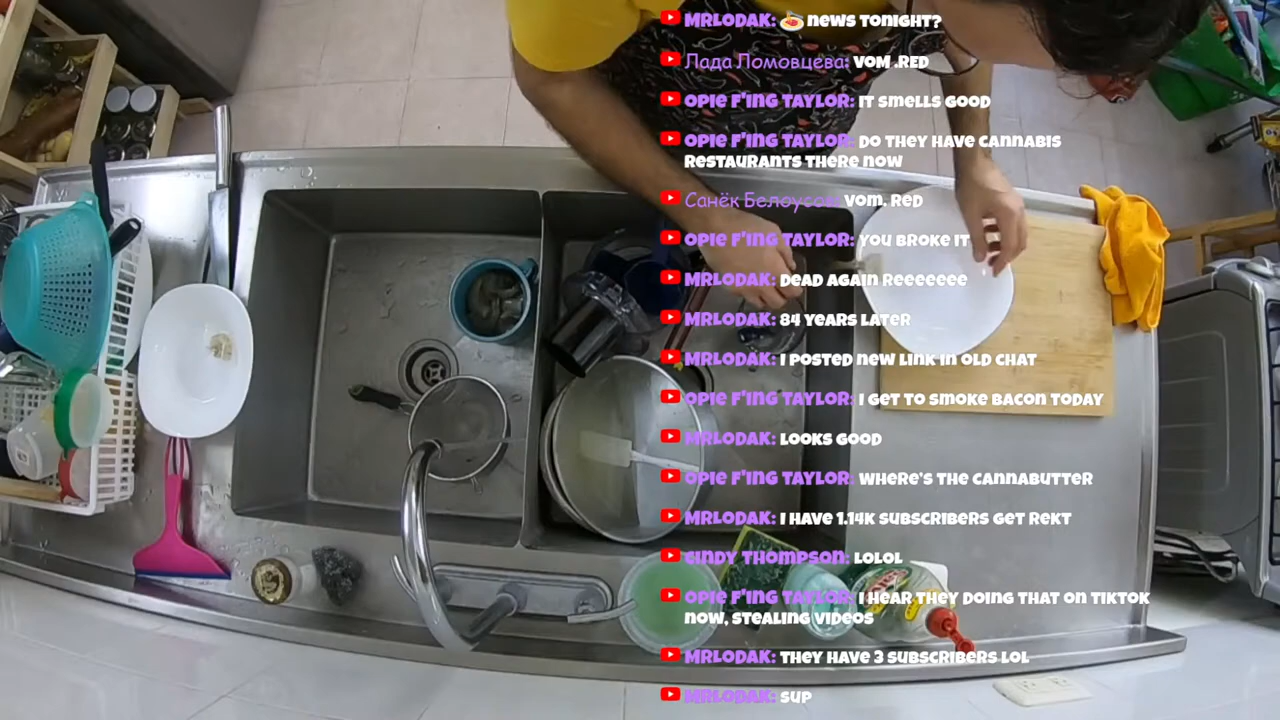 MRLODAK: 🍝 NEWS TONIGHT?
Лада Ломовцева: VOM .RED
OPIE F'ING TAYLOR: IT SMELLS GOOD
OPIE F'ING TAYLOR: DO THEY HAVE CANNABIS
RESTAURANTS THERE NOW
Санёк Белоусов: VOM. RED
OPIE F'ING TAYLOR: YOU BROKE IT
MRLODAK: DEAD AGAIN REEEEEEE
MRLODAK: 84 YEARS LATER
MRLODAK: I POSTED NEW LINK IN OLD CHAT
OPIE F'ING TAYLOR: I GET TO SMOKE BACON TODAY
MRLODAK: LOOKS GOOD
OPIE F'ING TAYLOR: WHERE'S THE CANNABUTTER
MRLODAK: I HAVE 1.14K SUBSCRIBERS GET REKT
CINDY THOMPSON: LOLOL
OPIE F'ING TAYLOR: I HEAR THEY DOING THAT ON TIKTOK
NOW, STEALING VIDEOS
MRLODAK: THEY HAVE 3 SUBSCRIBERS LOL
MRLODAK: SUP